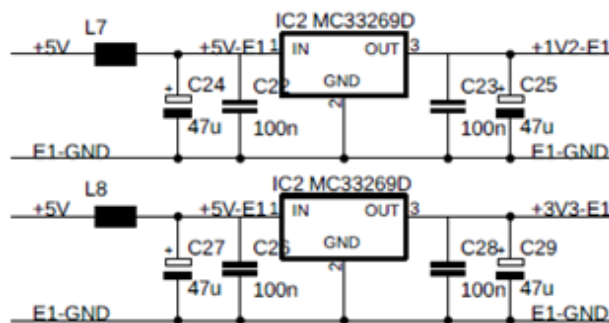 L7 IC2 MC33269D
+5V +5V-E1 1 IN OUT 3 +1V2-E1
+ C24 C22 GND C23 + C25
2
47u 100n 100n 47u
E1-GND E1-GND
L8 IC2 MC33269D
+5V +5V-E1 1 IN OUT 3 +3V3-E1
+ C27 C26 GND C28 + C29
2
47u 100n 100n 47u
E1-GND E1-GND